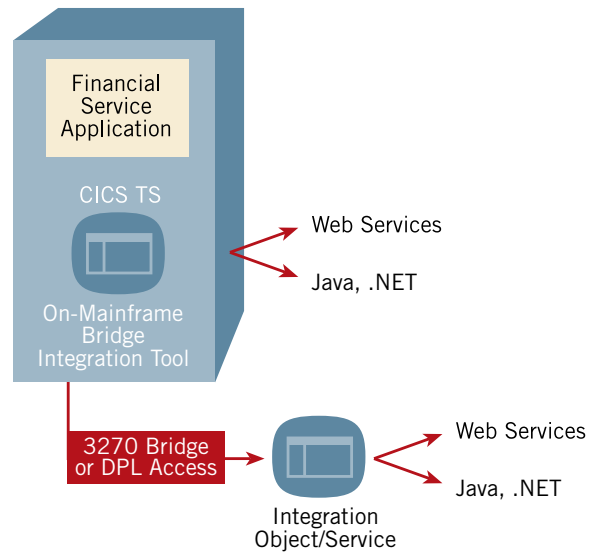 Financial
Service
Application
CICS TS
On-Mainframe
Bridge
Integration Tool
Web Services
Java, .NET
3270 Bridge
or DPL Access
Integration
Object/Service
Web Services
Java, .NET